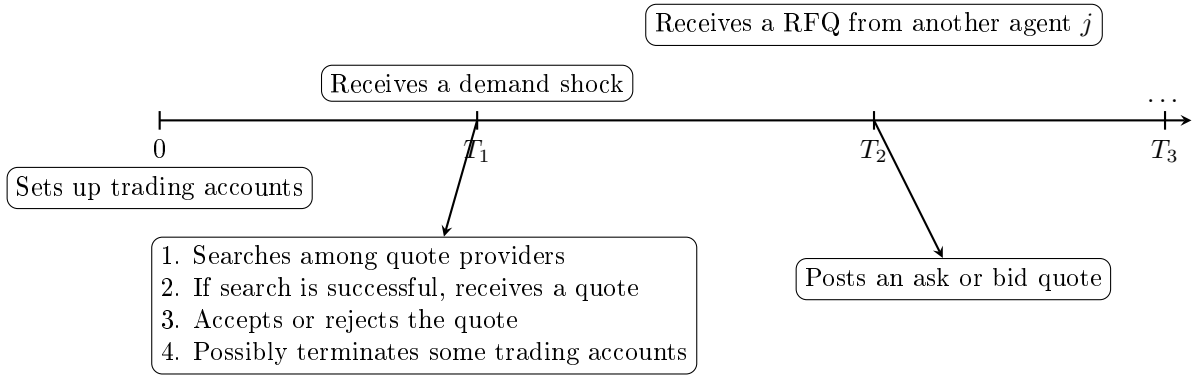 Receives a RFQ from another agent j
Receives a demand shock
...
0
T₁
T₂
T₃
Sets up trading accounts
1. Searches among quote providers
2. If search is successful, receives a quote
3. Accepts or rejects the quote
4. Possibly terminates some trading accounts
Posts an ask or bid quote